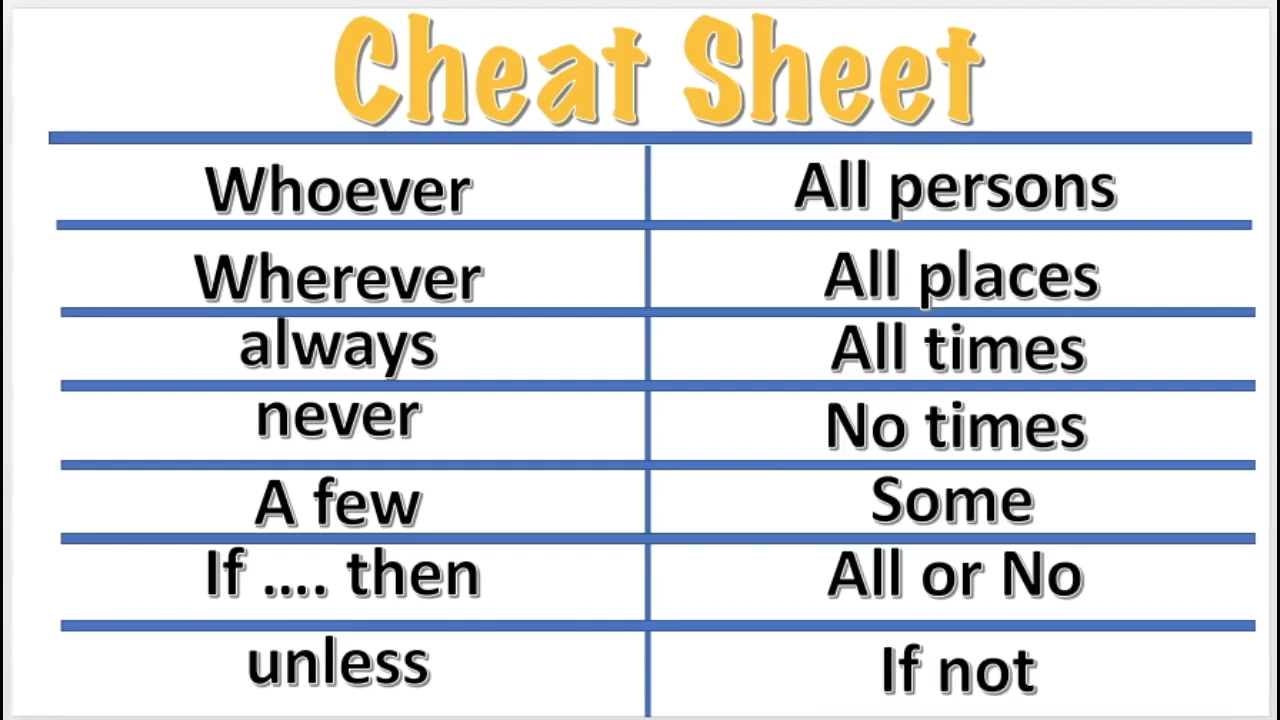 Cheat Sheet
Whoever All persons
Wherever All places
always All times
never No times
A few Some
If .... then All or No
unless If not